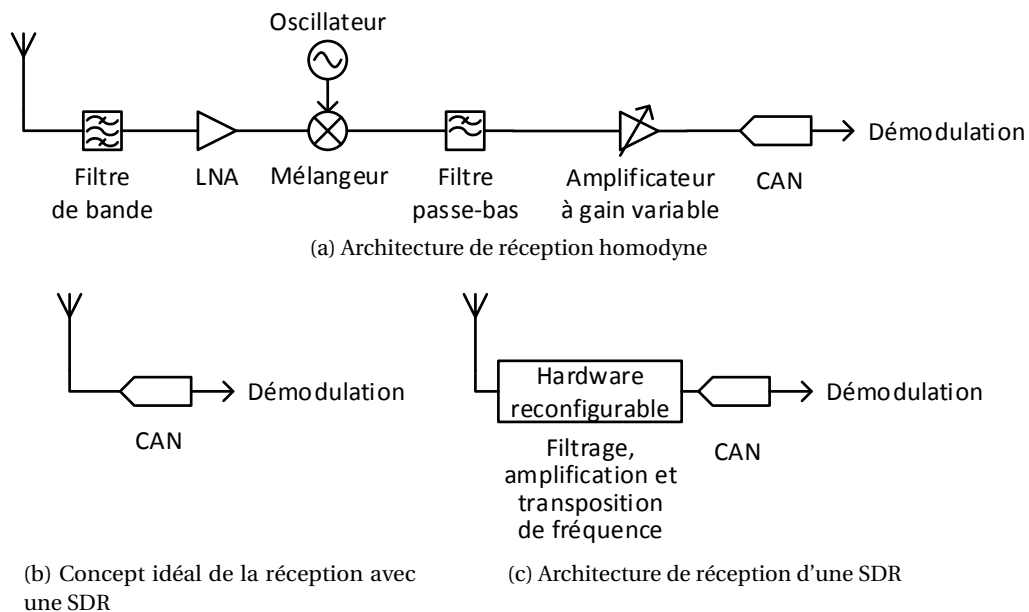 Oscillateur
Démodulation
Filtre
de bande
LNA
Mélangeur
Filtre
passe-bas
Amplificateur
à gain variable
CAN
(a) Architecture de réception homodyne
Démodulation
CAN
Hardware
reconfigurable
Démodulation
Filtrage,
amplification et
transposition
de fréquence
CAN
(b) Concept idéal de la réception avec
une SDR
(c) Architecture de réception d'une SDR